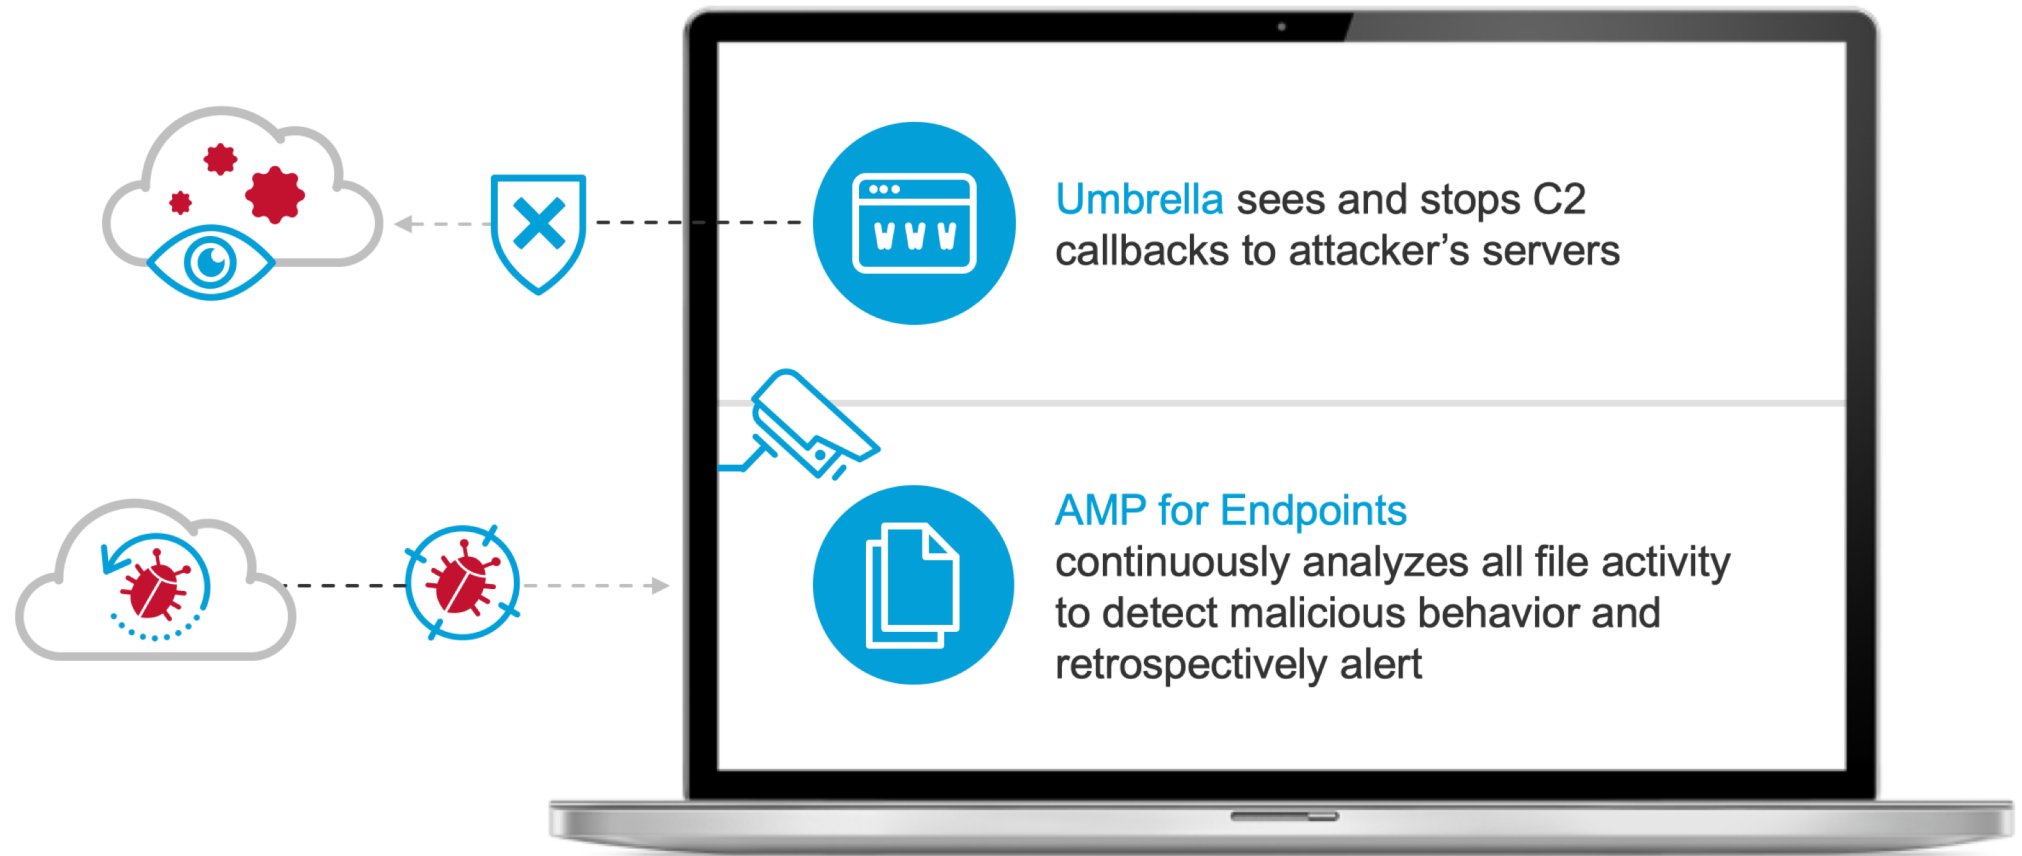 Umbrella sees and stops C2
callbacks to attacker’s servers
WWW
AMP for Endpoints
continuously analyzes all file activity
to detect malicious behavior and
retrospectively alert